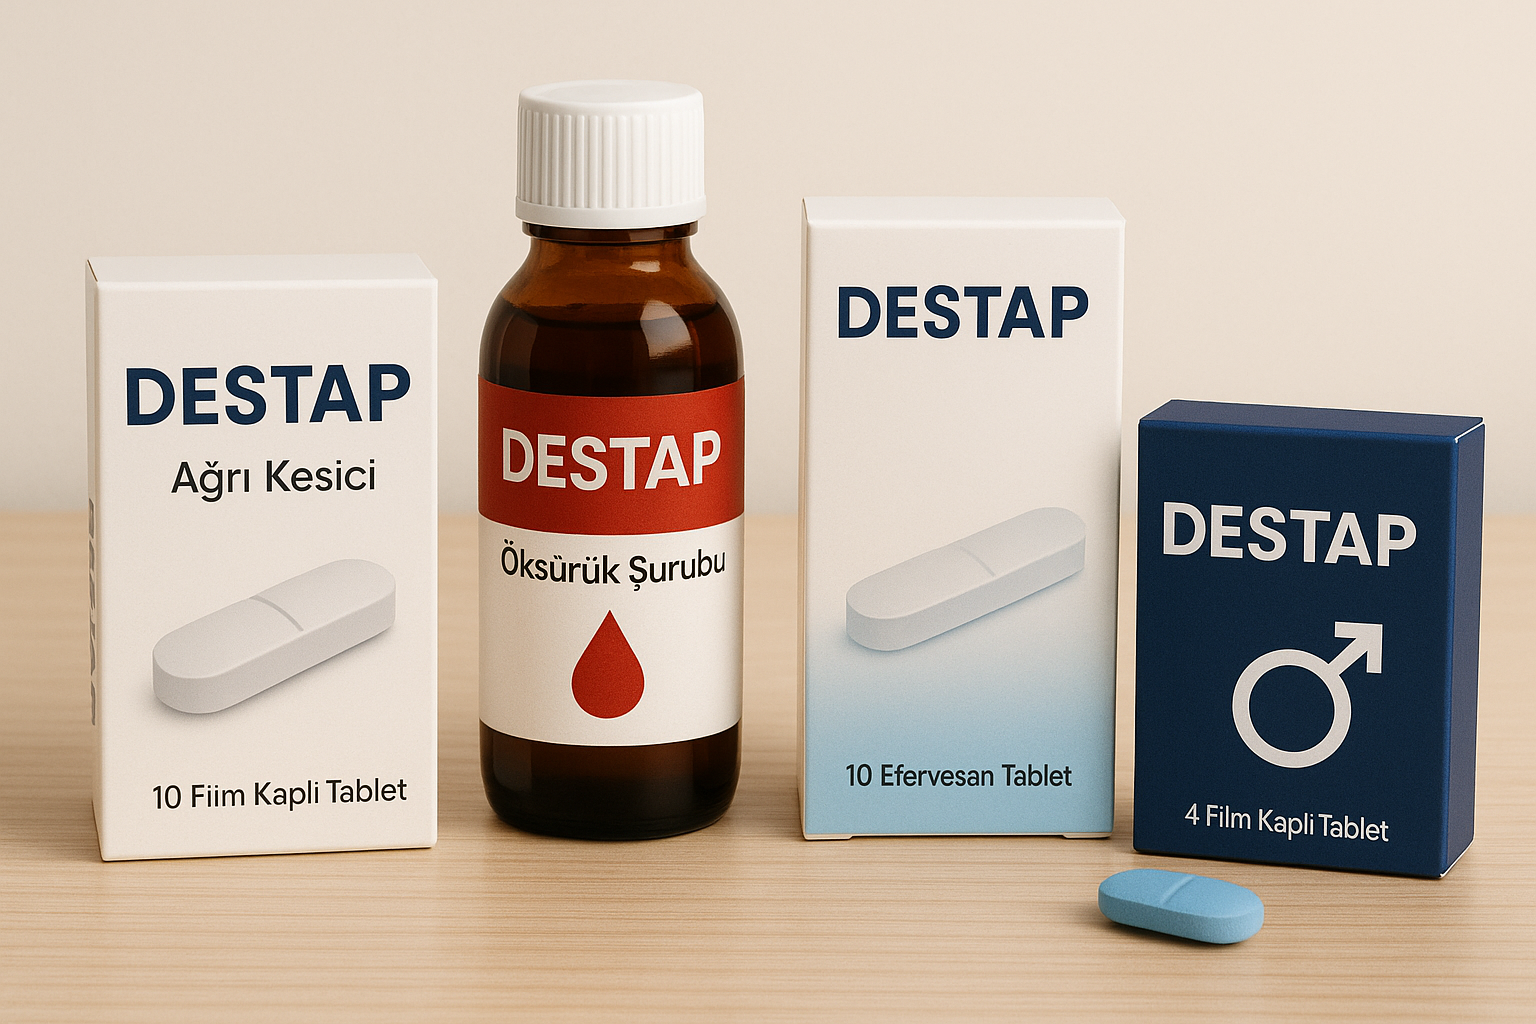 DESTAP
Ağrı Kesici
10 Fiim Kapli Tablet
DESTAP
Öksürük Şurubu
DESTAP
10 Efervesan Tablet
DESTAP
4 Film Kapli Tablet